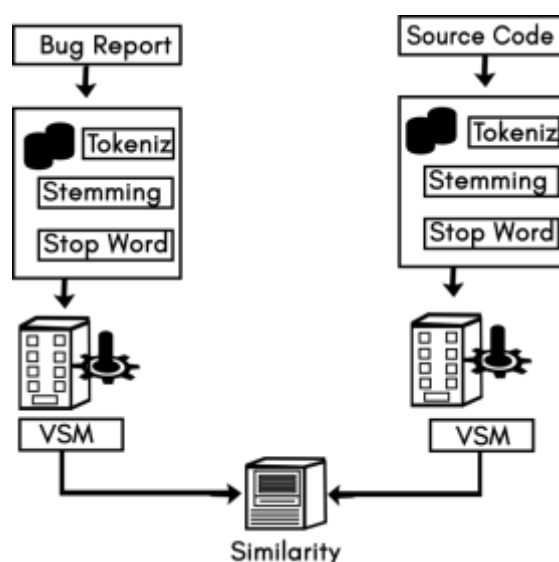 Bug Report
Tokeniz
Stemming
Stop Word
VSM
Source Code
Tokeniz
Stemming
Stop Word
VSM
Similarity